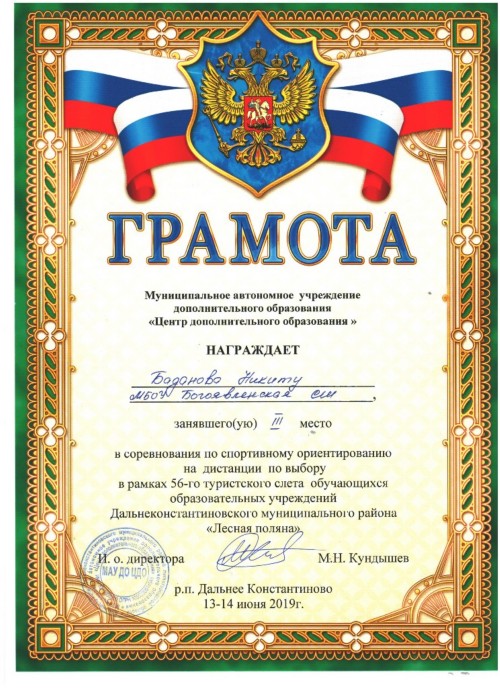 ГРАМОТА
Муниципальное автономное учреждение
дополнительного образования
«Центр дополнительного образования »
НАГРАЖДАЕТ
Баданова Никиту
МБОУ Богоявленская СШ,
занявшего(ую) III место
в соревнования по спортивному ориентированию
на дистанции по выбору
в рамках 56-го туристского слета обучающихся
образовательных учреждений
Дальнеконстантиновского муниципального района
«Лесная поляна».
И. о. директора М.Н. Кундышев
МАУ ДО ЦДО
р.п. Дальнее Константиново
13-14 июня 2019г.